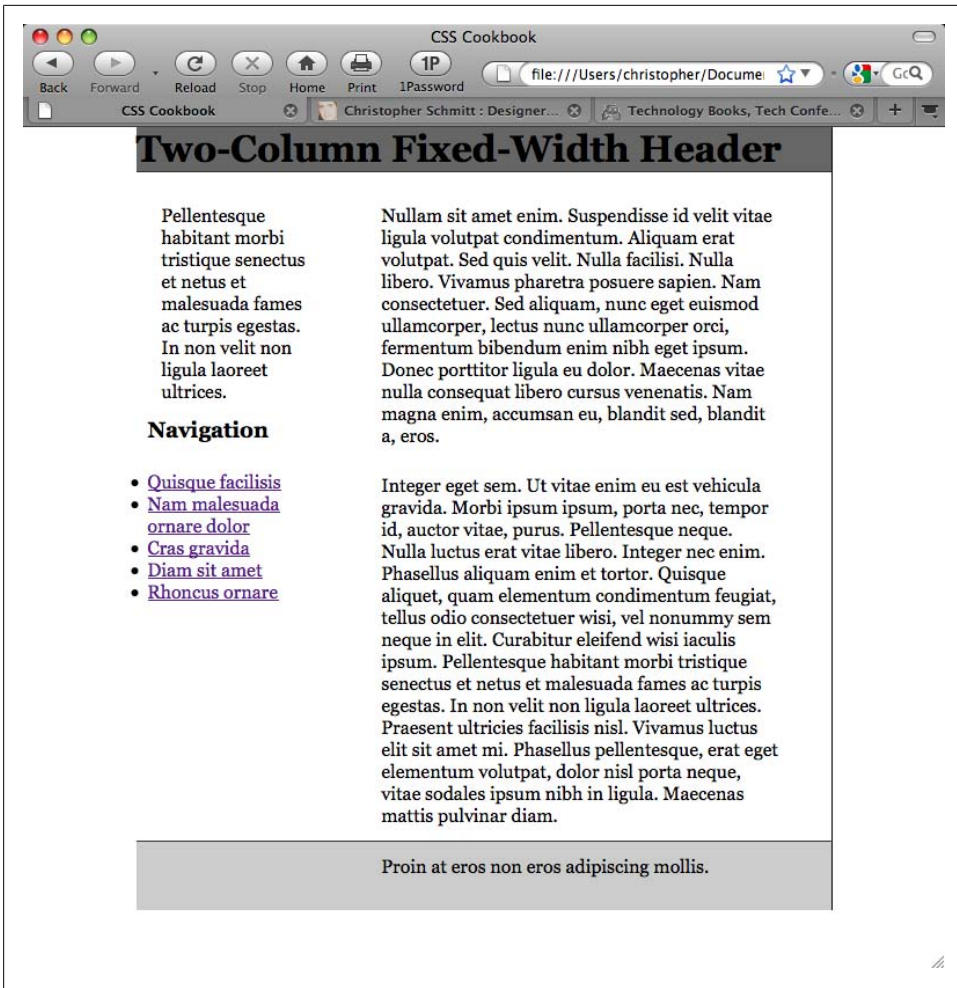 CSS Cookbook
Back Forward Reload Stop Home Print 1Password
1P
file:///Users/christopher/Documei
CSS Cookbook
Christopher Schmitt : Designer...
Technology Books, Tech Confe...
Two-Column Fixed-Width Header
Pellentesque
habitant morbi
tristique senectus
et netus et
malesuada fames
ac turpis egestas.
In non velit non
ligula laoreet
ultrices.
Navigation
Quisque facilisis
Nam malesuada
ornare dolor
Cras gravida
Diam sit amet
Rhoncus ornare
Nullam sit amet enim. Suspendisse id velit vitae
ligula volutpat condimentum. Aliquam erat
volutpat. Sed quis velit. Nulla facilisi. Nulla
libero. Vivamus pharetra posuere sapien. Nam
consectetuer. Sed aliquam, nunc eget euismod
ullamcorper, lectus nunc ullamcorper orci,
fermentum bibendum enim nibh eget ipsum.
Donec porttitor ligula eu dolor. Maecenas vitae
nulla consequat libero cursus venenatis. Nam
magna enim, accumsan eu, blandit sed, blandit
a, eros.
Integer eget sem. Ut vitae enim eu est vehicula
gravida. Morbi ipsum ipsum, porta nec, tempor
id, auctor vitae, purus. Pellentesque neque.
Nulla luctus erat vitae libero. Integer nec enim.
Phasellus aliquam enim et tortor. Quisque
aliquet, quam elementum condimentum feugiat,
tellus odio consectetuer wisi, vel nonummy sem
neque in elit. Curabitur eleifend wisi iaculis
ipsum. Pellentesque habitant morbi tristique
senectus et netus et malesuada fames ac turpis
egestas. In non velit non ligula laoreet ultrices.
Praesent ultricies facilisis nisl. Vivamus luctus
elit sit amet mi. Phasellus pellentesque, erat eget
elementum volutpat, dolor nisl porta neque,
vitae sodales ipsum nibh in ligula. Maecenas
mattis pulvinar diam.
Proin at eros non eros adipiscing mollis.